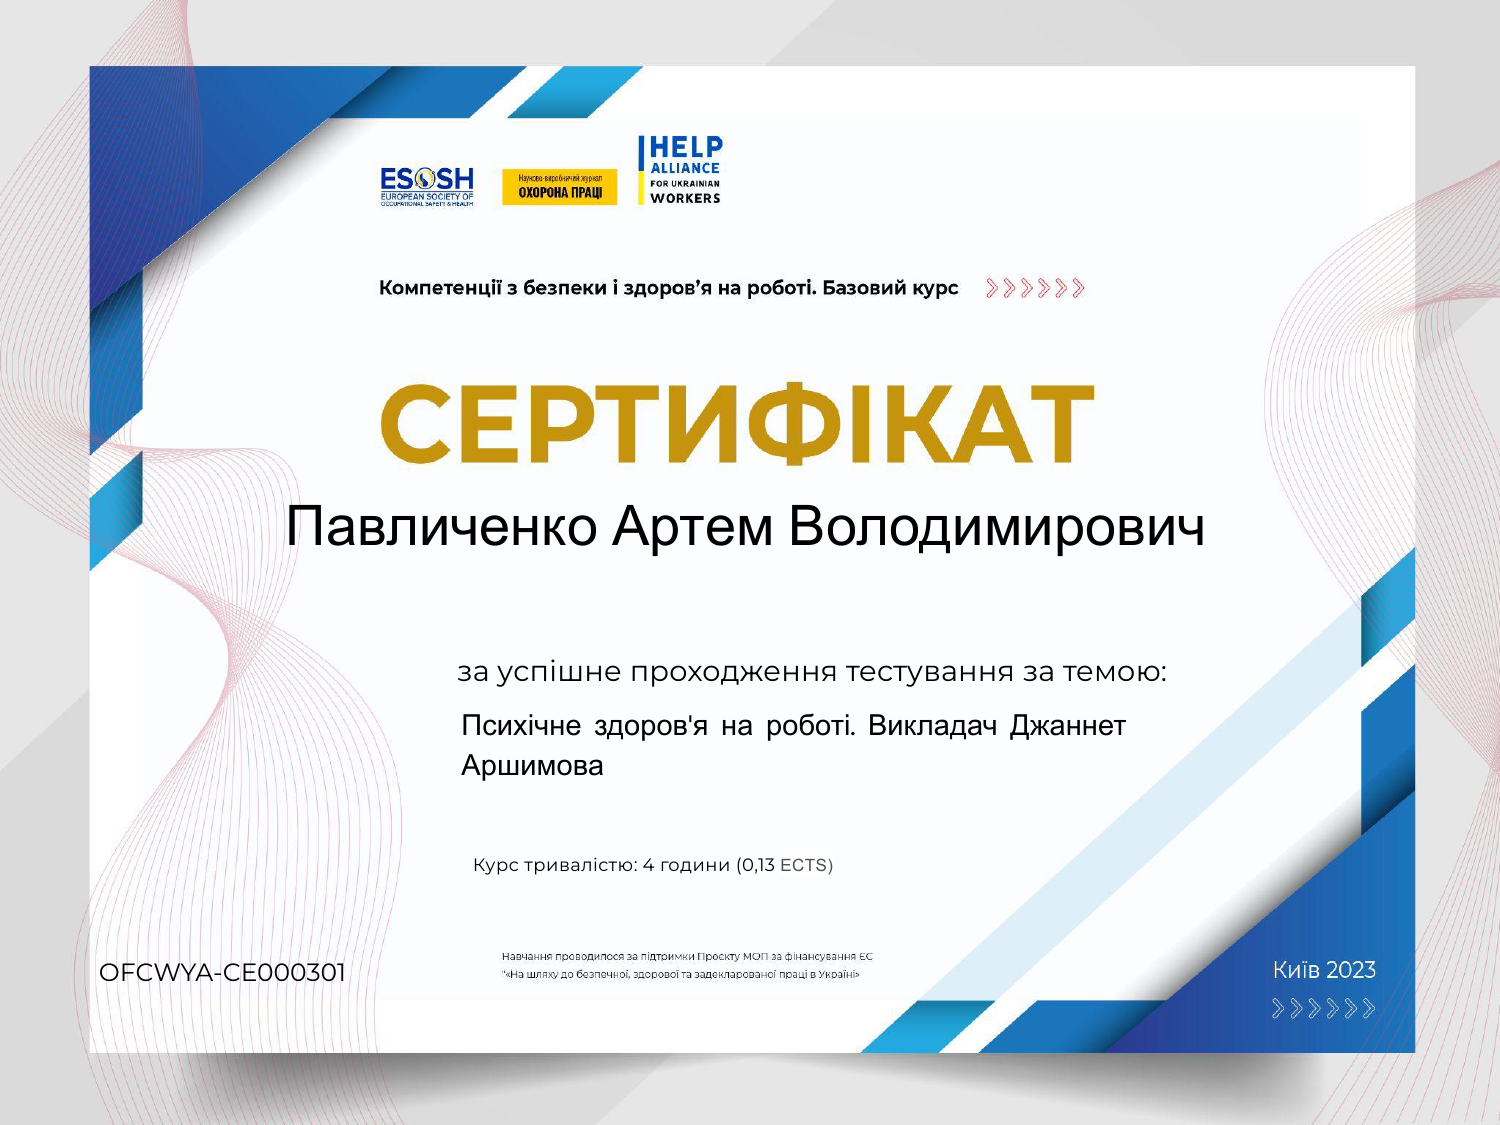 ESOSH
EUROPEAN SOCIETY OF
OCCUPATIONAL SAFETY & HEALTH
Науково-виробничий журнал
ОХОРОНА ПРАЦІ
HELP
ALLIANCE
FOR UKRAINIAN
WORKERS
Компетенції з безпеки і здоров’я на роботі. Базовий курс
СЕРТИФІКАТ
Павличенко Артем Володимирович
за успішне проходження тестування за темою:
Психічне здоров'я на роботі. Викладач Джаннет
Аршимова
Курс тривалістю: 4 години (0,13 ECTS)
Навчання проводилося за підтримки Проєкту МОП за фінансування ЄС
"«На шляху до безпечної, здорової та задекларованої праці в Україні»
OFCWYA-CE000301
Київ 2023